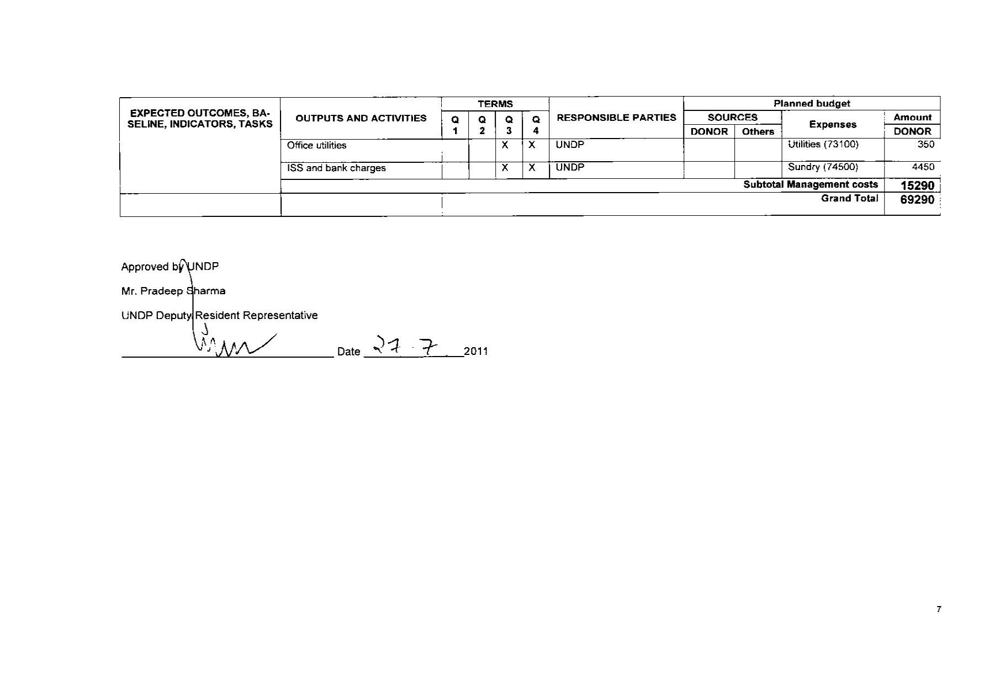 EXPECTED OUTCOMES, BA-
SELINE, INDICATORS, TASKS
OUTPUTS AND ACTIVITIES
TERMS
Q 1 Q 2 Q 3 Q 4
RESPONSIBLE PARTIES
Planned budget
SOURCES
DONOR Others
Expenses
Amount
DONOR
Office utilities X X UNDP Utilities (73100) 350
ISS and bank charges X X UNDP Sundry (74500) 4450
Subtotal Management costs 15290
Grand Total 69290
Approved by UNDP
Mr. Pradeep Sharma
UNDP Deputy Resident Representative
Date 27.7 2011
7